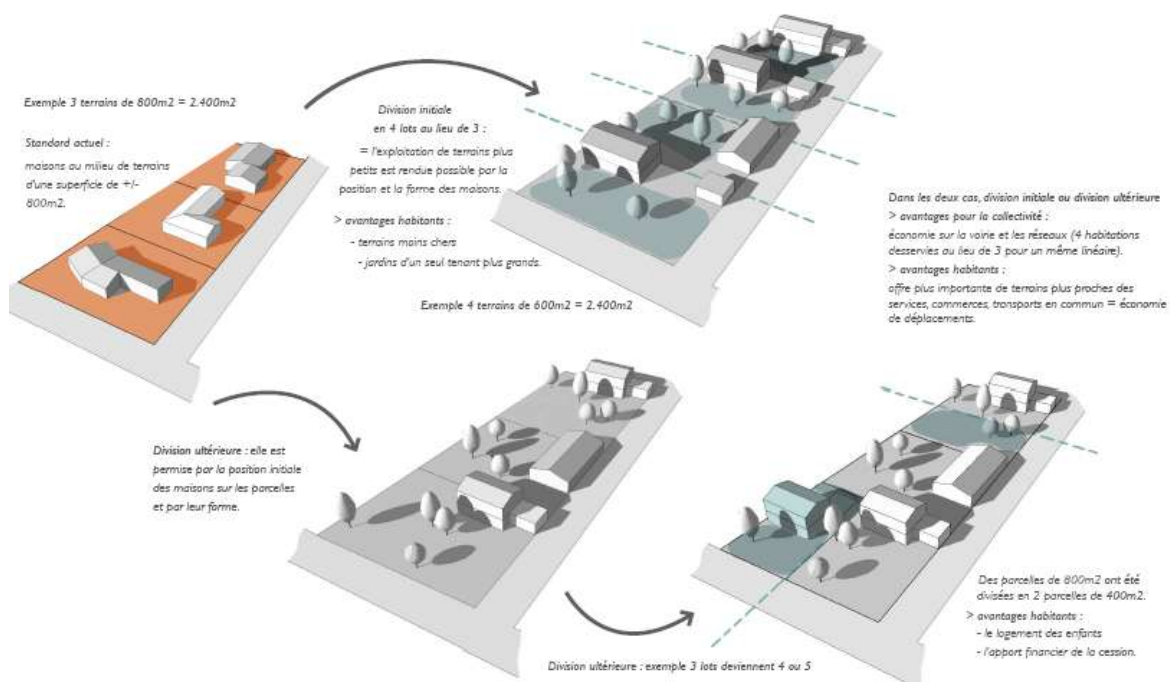 Exemple 3 terrains de 800m2 = 2.400m2
Standard actuel :
maisons au milieu de terrains
d'une superficie de +/-
800m2.
Division initiale
en 4 lots au lieu de 3 :
= l'exploitation de terrains plus
petits est rendue possible par la
position et la forme des maisons.
> avantages habitants :
- terrains moins chers
- jardins d'un seul tenant plus grands.
Exemple 4 terrains de 600m2 = 2.400m2
Dans les deux cas, division initiale ou division ultérieure
> avantages pour la collectivité :
économie sur la voirie et les réseaux (4 habitations
desservies au lieu de 3 pour un même linéaire).
> avantages habitants :
offre plus importante de terrains plus proches des
services, commerces, transports en commun = économie
de déplacements.
Division ultérieure : elle est
permise par la position initiale
des maisons sur les parcelles
et par leur forme.
Des parcelles de 800m2 ont été
divisées en 2 parcelles de 400m2.
> avantages habitants :
- le logement des enfants
- l'apport financier de la cession.
Division ultérieure : exemple 3 lots deviennent 4 ou 5